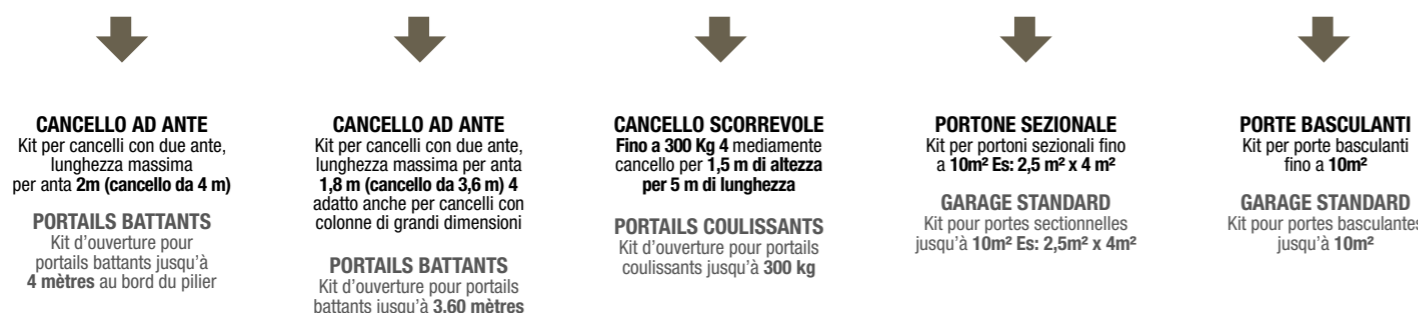 CANCELLO AD ANTE
Kit per cancelli con due ante,
lunghezza massima
per anta 2m (cancello da 4 m)
PORTAILS BATTANTS
Kit d'ouverture pour
portails battants jusqu'à
4 mètres au bord du pilier
CANCELLO AD ANTE
Kit per cancelli con due ante,
lunghezza massima per anta
1,8 m (cancello da 3,6 m) 4
adatto anche per cancelli con
colonne di grandi dimensioni
PORTAILS BATTANTS
Kit d'ouverture pour portails
battants jusqu'à 3,60 mètres
CANCELLO SCORREVOLE
Fino a 300 Kg 4 mediamente
cancello per 1,5 m di altezza
per 5 m di lunghezza
PORTAILS COULISSANTS
Kit d'ouverture pour portails
coulissants jusqu'à 300 kg
PORTONE SEZIONALE
Kit per portoni sezionali fino
a 10m² Es: 2,5 m² x 4 m²
GARAGE STANDARD
Kit pour portes sectionnelles
jusqu'à 10m² Es: 2,5m² x 4m²
PORTE BASCULANTI
Kit per porte basculanti
fino a 10m²
GARAGE STANDARD
Kit pour portes basculantes
jusqu'à 10m²